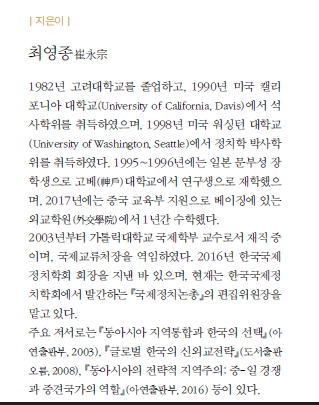 | 지은이 |
최영종崔永宗
1982년 고려대학교를 졸업하고, 1990년 미국 캘리
포니아 대학교(University of California, Davis)에서 석
사학위를 취득하였으며, 1998년 미국 워싱턴 대학교
(University of Washington, Seattle)에서 정치학 박사학
위를 취득하였다. 1995~1996년에는 일본 문부성 장
학생으로 고베(神戶)대학교에서 연구생으로 재학했으
며, 2017년에는 중국 교육부 지원으로 베이징에 있는
외교학원(外交學院)에서 1년간 수학했다.
2003년부터 가톨릭대학교 국제학부 교수로서 재직 중
이며, 국제교류처장을 역임하였다. 2016년 한국국제
정치학회 회장을 지낸 바 있으며, 현재는 한국국제정
치학회에서 발간하는 『국제정치논총』의 편집위원장을
맡고 있다.
주요 저서로는 『동아시아 지역통합과 한국의 선택』(아
연출판부, 2003), 『글로벌 한국의 신외교전략』(도서출판
오름, 2008), 『동아시아의 전략적 지역주의: 중-일 경쟁
과 중견국가의 역할』(아연출판부, 2016) 등이 있다.